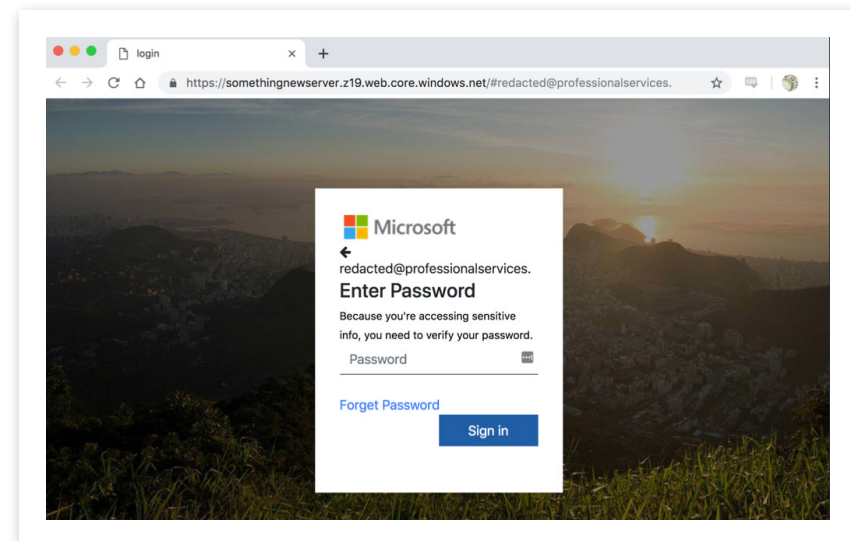 login
https://somethingnewserver.z19.web.core.windows.net/#redacted@professionalservices.
Microsoft
redacted@professionalservices.
Enter Password
Because you're accessing sensitive
info, you need to verify your password.
Password
Forget Password
Sign in